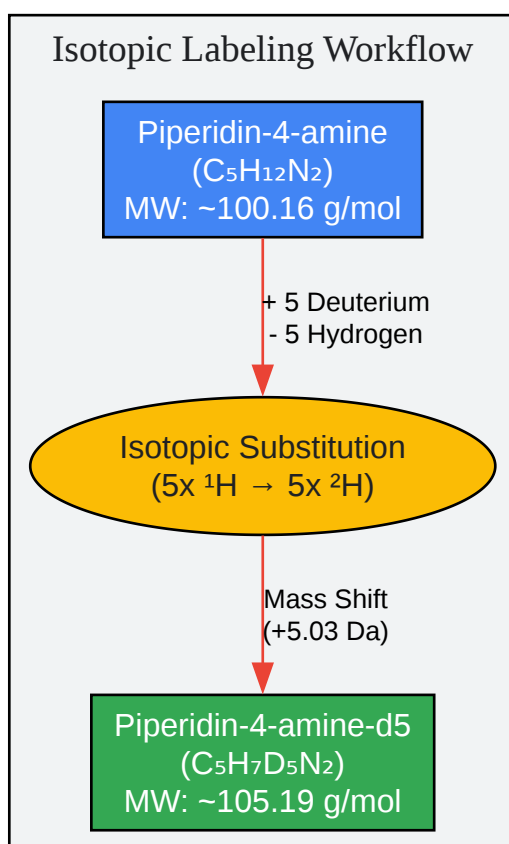 Isotopic Labeling Workflow
Piperidin-4-amine
(C₅H₁₂N₂)
MW: ~100.16 g/mol
+ 5 Deuterium
- 5 Hydrogen
Isotopic Substitution
(5x ¹H → 5x ²H)
Mass Shift
(+5.03 Da)
Piperidin-4-amine-d5
(C₅H₇D₅N₂)
MW: ~105.19 g/mol